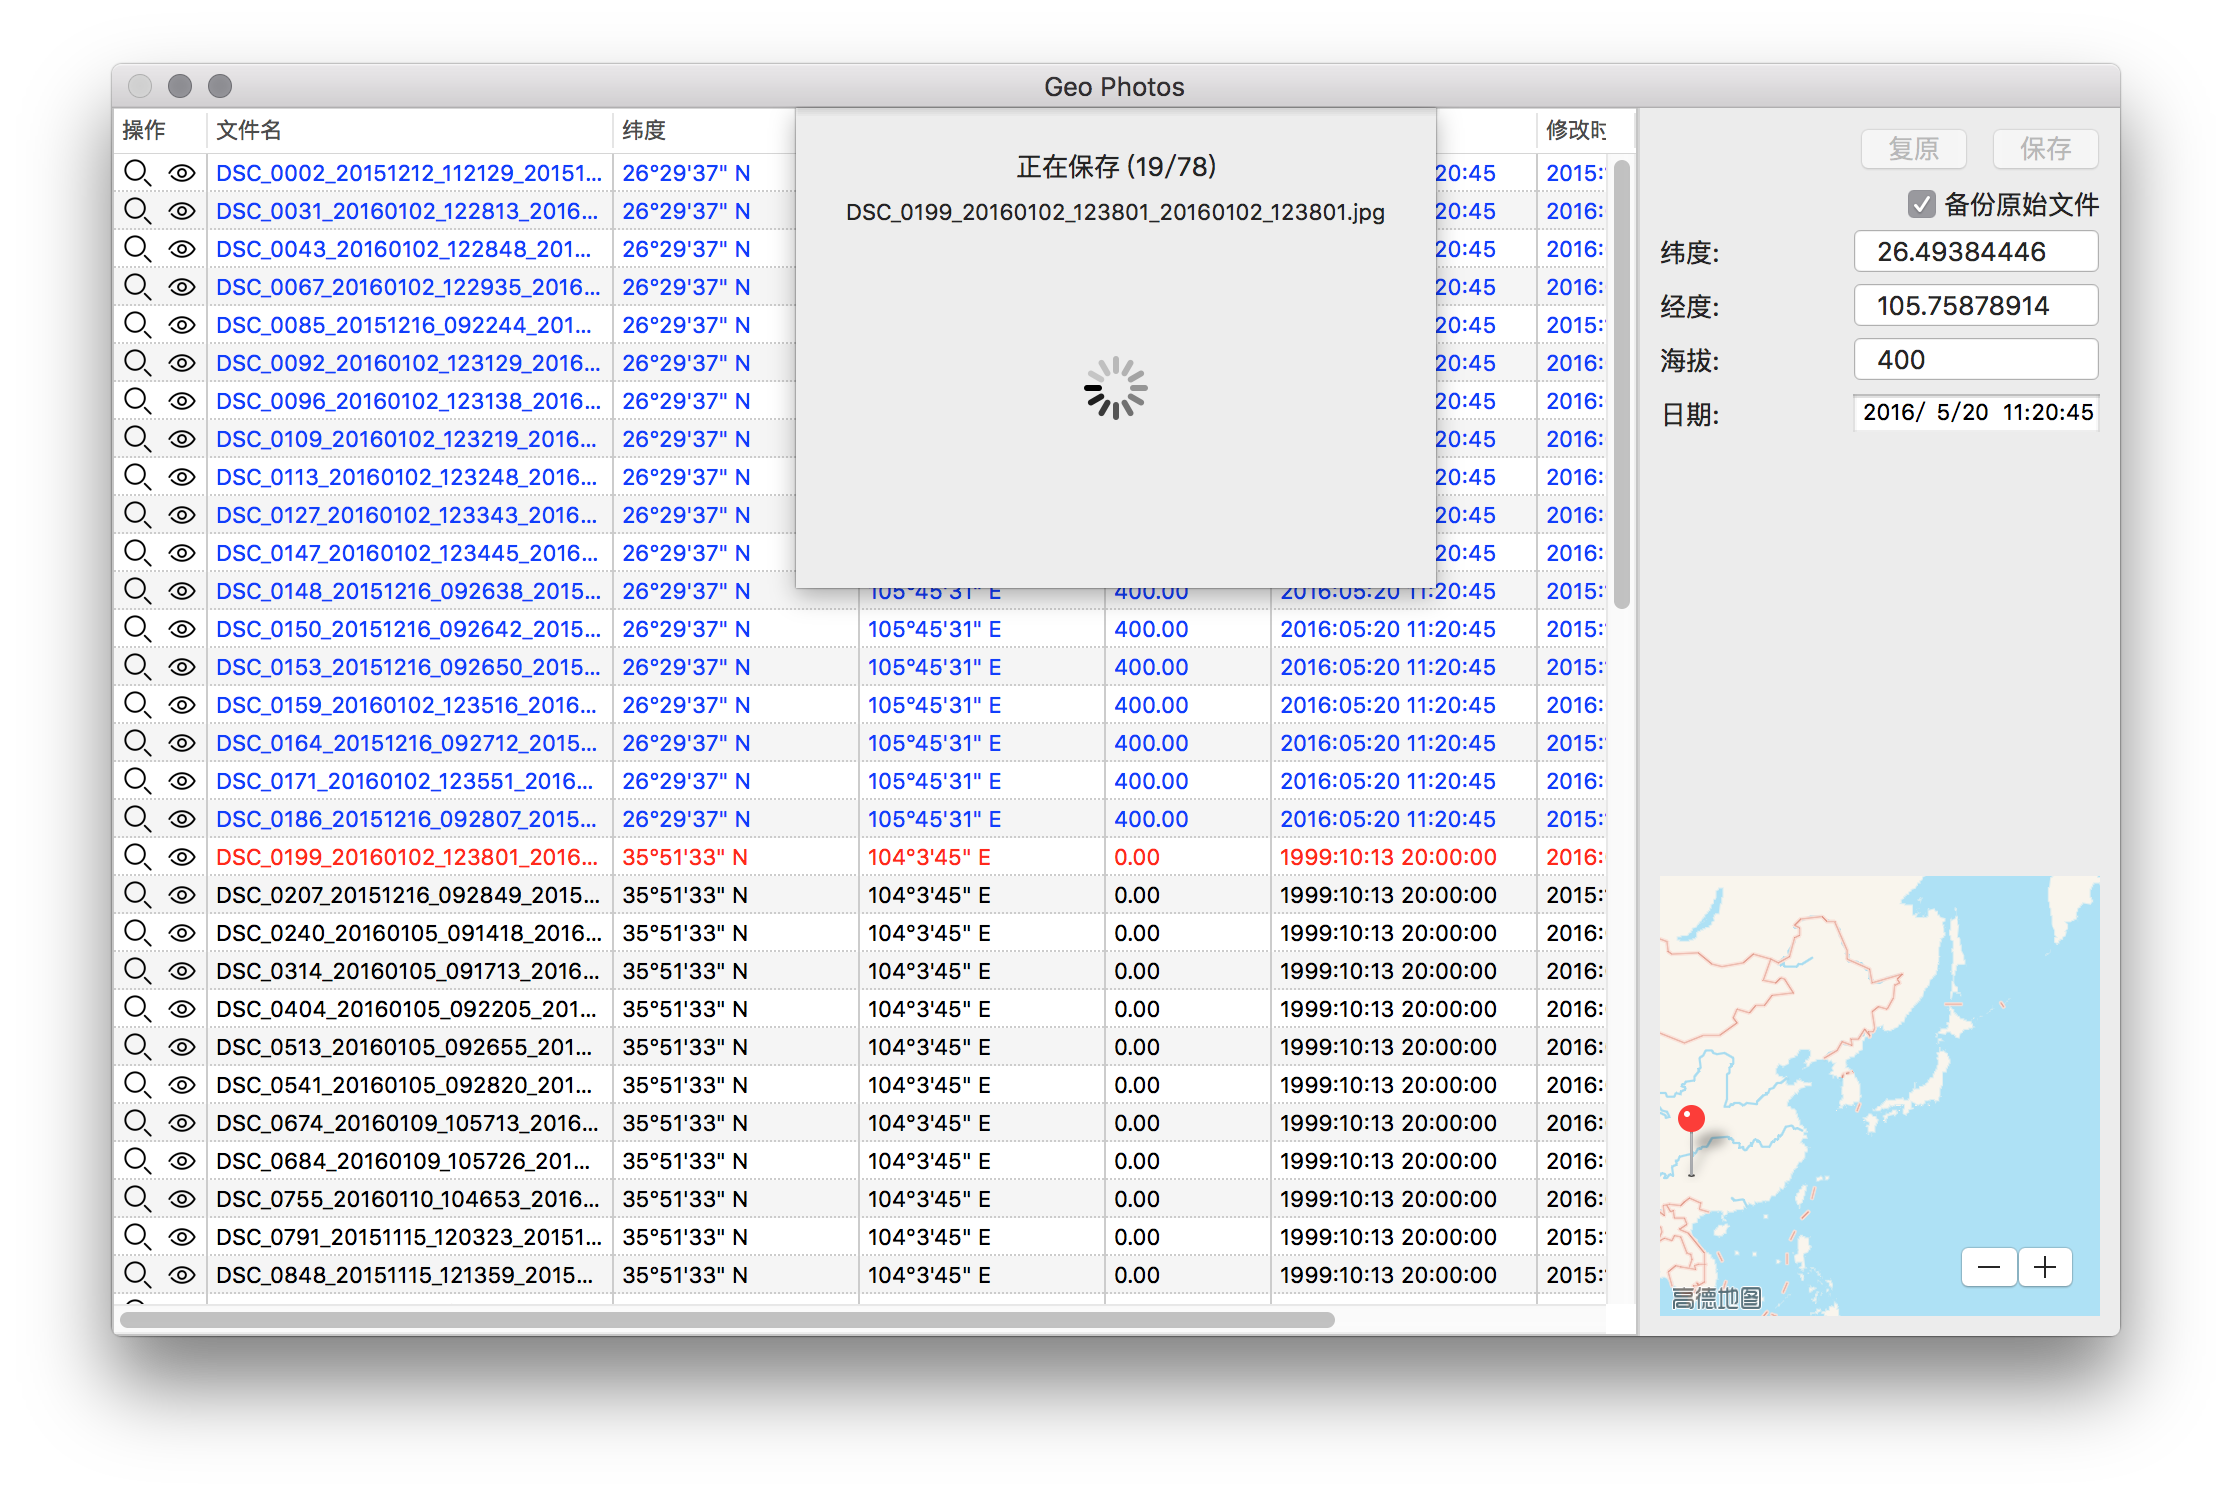 Geo Photos
操作 文件名 纬度 修改时
正在保存 (19/78)
DSC_0199_20160102_123801_20160102_123801.jpg
DSC_0002_20151212_112129_20151... 26°29'37" N 20:45 2015:
DSC_0031_20160102_122813_2016... 26°29'37" N 20:45 2016:
DSC_0043_20160102_122848_201... 26°29'37" N 20:45 2016:
DSC_0067_20160102_122935_2016... 26°29'37" N 20:45 2016:
DSC_0085_20151216_092244_201... 26°29'37" N 20:45 2015:
DSC_0092_20160102_123129_2016... 26°29'37" N 20:45 2016:
DSC_0096_20160102_123138_2016... 26°29'37" N 20:45 2016:
DSC_0109_20160102_123219_2016... 26°29'37" N 20:45 2016:
DSC_0113_20160102_123248_2016... 26°29'37" N 20:45 2016:
DSC_0127_20160102_123343_2016... 26°29'37" N 20:45 2016:
DSC_0147_20160102_123445_2016... 26°29'37" N 20:45 2016:
DSC_0148_20151216_092638_2015... 26°29'37" N 105°45'31" E 400.00 2016:05:20 11:20:45 2015:
DSC_0150_20151216_092642_2015... 26°29'37" N 105°45'31" E 400.00 2016:05:20 11:20:45 2015:
DSC_0153_20151216_092650_2015... 26°29'37" N 105°45'31" E 400.00 2016:05:20 11:20:45 2015:
DSC_0159_20160102_123516_2016... 26°29'37" N 105°45'31" E 400.00 2016:05:20 11:20:45 2016:
DSC_0164_20151216_092712_2015... 26°29'37" N 105°45'31" E 400.00 2016:05:20 11:20:45 2015:
DSC_0171_20160102_123551_2016... 26°29'37" N 105°45'31" E 400.00 2016:05:20 11:20:45 2016:
DSC_0186_20151216_092807_2015... 26°29'37" N 105°45'31" E 400.00 2016:05:20 11:20:45 2015:
DSC_0199_20160102_123801_2016... 35°51'33" N 104°3'45" E 0.00 1999:10:13 20:00:00 2016:
DSC_0207_20151216_092849_2015... 35°51'33" N 104°3'45" E 0.00 1999:10:13 20:00:00 2015:
DSC_0240_20160105_091418_2016... 35°51'33" N 104°3'45" E 0.00 1999:10:13 20:00:00 2016:
DSC_0314_20160105_091713_2016... 35°51'33" N 104°3'45" E 0.00 1999:10:13 20:00:00 2016:
DSC_0404_20160105_092205_201... 35°51'33" N 104°3'45" E 0.00 1999:10:13 20:00:00 2016:
DSC_0513_20160105_092655_201... 35°51'33" N 104°3'45" E 0.00 1999:10:13 20:00:00 2016:
DSC_0541_20160105_092820_201... 35°51'33" N 104°3'45" E 0.00 1999:10:13 20:00:00 2016:
DSC_0674_20160109_105713_2016... 35°51'33" N 104°3'45" E 0.00 1999:10:13 20:00:00 2016:
DSC_0684_20160109_105726_201... 35°51'33" N 104°3'45" E 0.00 1999:10:13 20:00:00 2016:
DSC_0755_20160110_104653_2016... 35°51'33" N 104°3'45" E 0.00 1999:10:13 20:00:00 2016:
DSC_0791_20151115_120323_20151... 35°51'33" N 104°3'45" E 0.00 1999:10:13 20:00:00 2015:
DSC_0848_20151115_121359_2015... 35°51'33" N 104°3'45" E 0.00 1999:10:13 20:00:00 2015:
复原 保存
备份原始文件
纬度: 26.49384446
经度: 105.75878914
海拔: 400
日期: 2016/ 5/20 11:20:45
高德地图